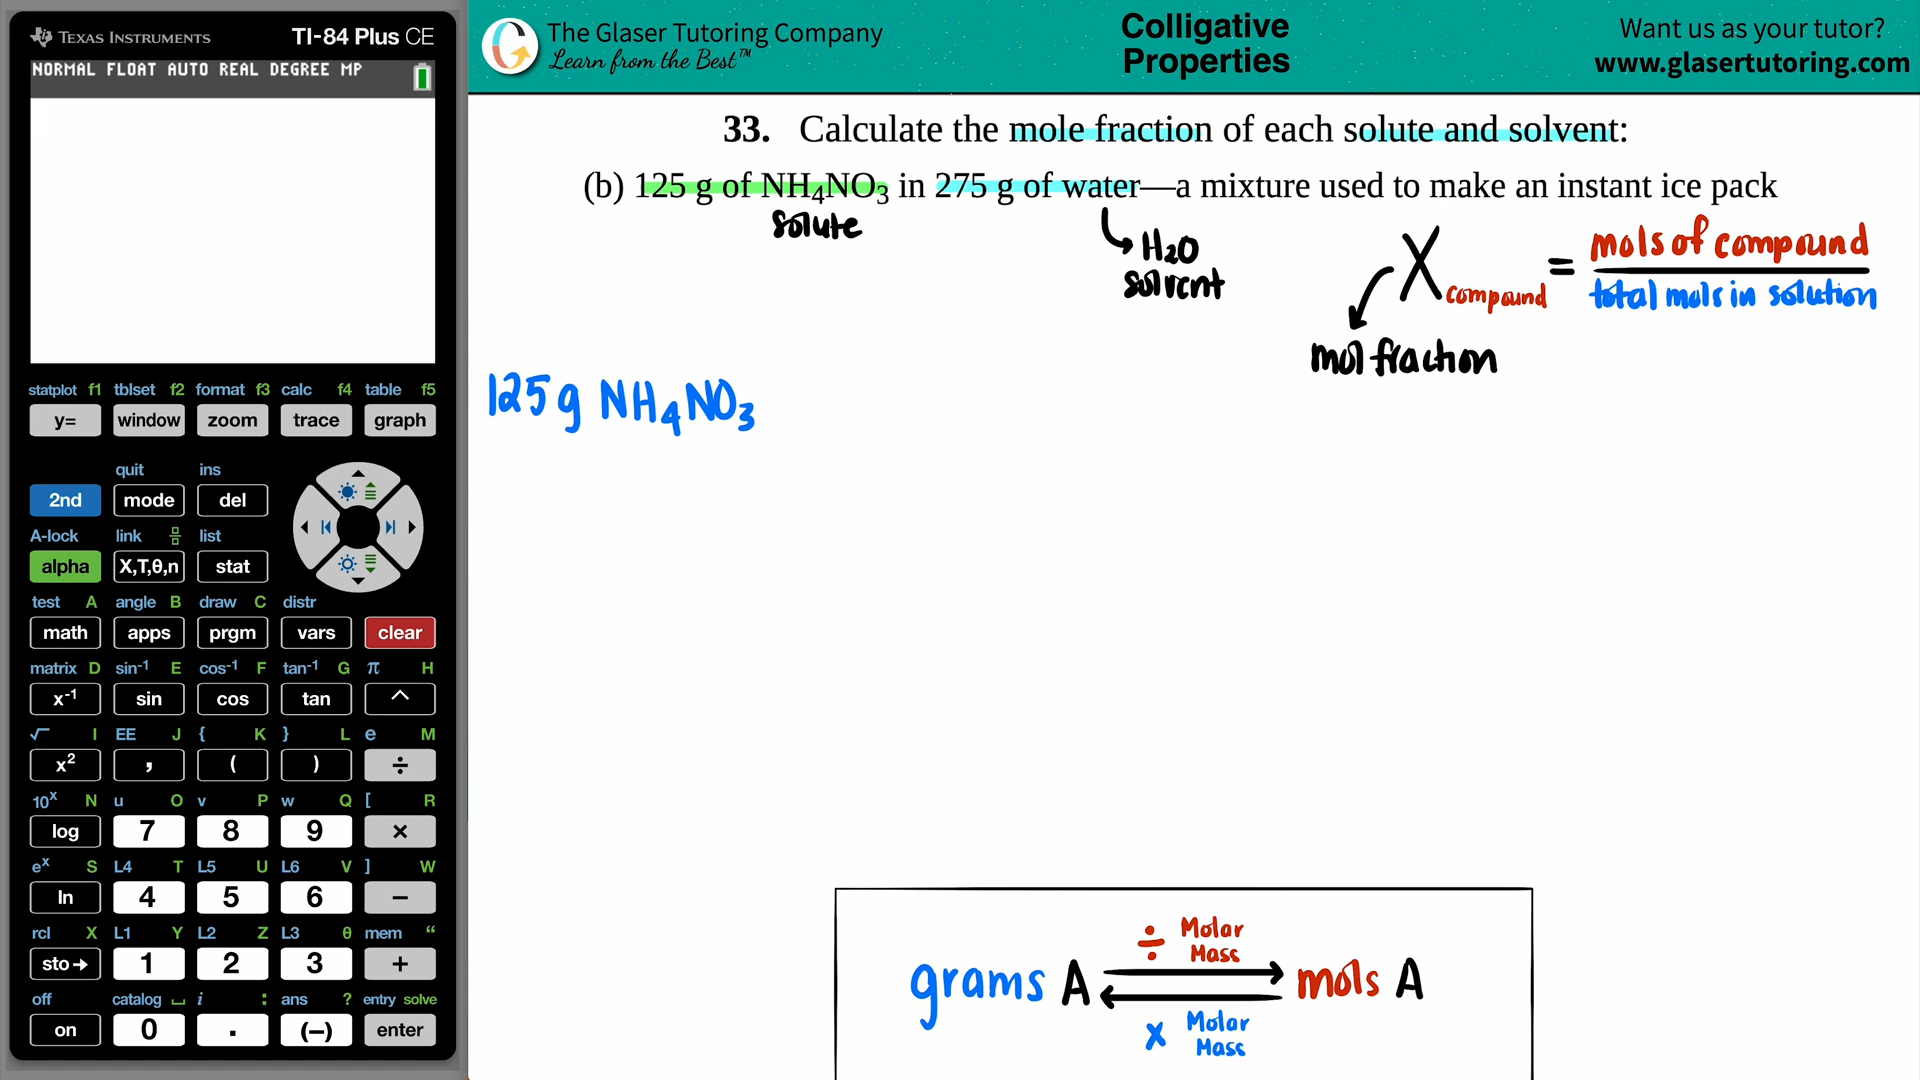 TEXAS INSTRUMENTS TI-84 Plus CE
NORMAL FLOAT AUTO REAL DEGREE MP
statplot f1 tblset f2 format f3 calc f4 table f5
y= window zoom trace graph
quit ins
2nd mode del
A-lock link list
alpha X,T,θ,n stat
test A angle B draw C distr
math apps prgm vars clear
matrix D sin⁻¹ E cos⁻¹ F tan⁻¹ G π H
x⁻¹ sin cos tan ^
√ I EE J { K } L e M
x² , ( ) ÷
10ˣ N u O v P w Q [ R
log 7 8 9 ×
eˣ S L4 T L5 U L6 V ] W
ln 4 5 6 −
rcl X L1 Y L2 Z L3 θ mem "
sto→ 1 2 3 +
off catalog ⎵ i : ans ? entry solve
on 0 . (−) enter
The Glaser Tutoring Company
Learn from the Best™
Colligative
Properties
Want us as your tutor?
www.glasertutoring.com
33. Calculate the mole fraction of each solute and solvent:
(b) 125 g of NH₄NO₃ in 275 g of water—a mixture used to make an instant ice pack
solute
H₂O
solvent
X compound = mols of compound
total mols in solution
mol fraction
125g NH₄NO₃
÷ Molar
Mass
grams A mols A
x Molar
Mass